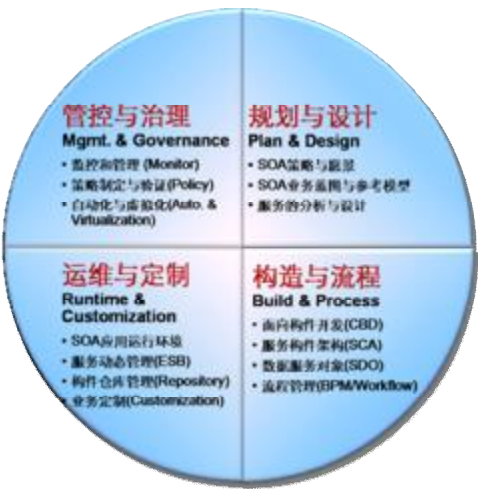 管控与治理
Mgmt. & Governance
• 监控和管理 (Monitor)
• 策略制定与验证(Policy)
• 自动化与虚拟化(Auto. &
Virtualization)
规划与设计
Plan & Design
• SOA策略与愿景
• SOA业务蓝图与参考模型
• 服务的分析与设计
运维与定制
Runtime &
Customization
• SOA应用运行环境
• 服务动态管理(ESB)
• 构件仓库管理(Repository)
• 业务定制(Customization)
构造与流程
Build & Process
• 面向构件开发(CBD)
• 服务构件架构(SCA)
• 数据服务对象(SDO)
• 流程管理(BPM/Workflow)